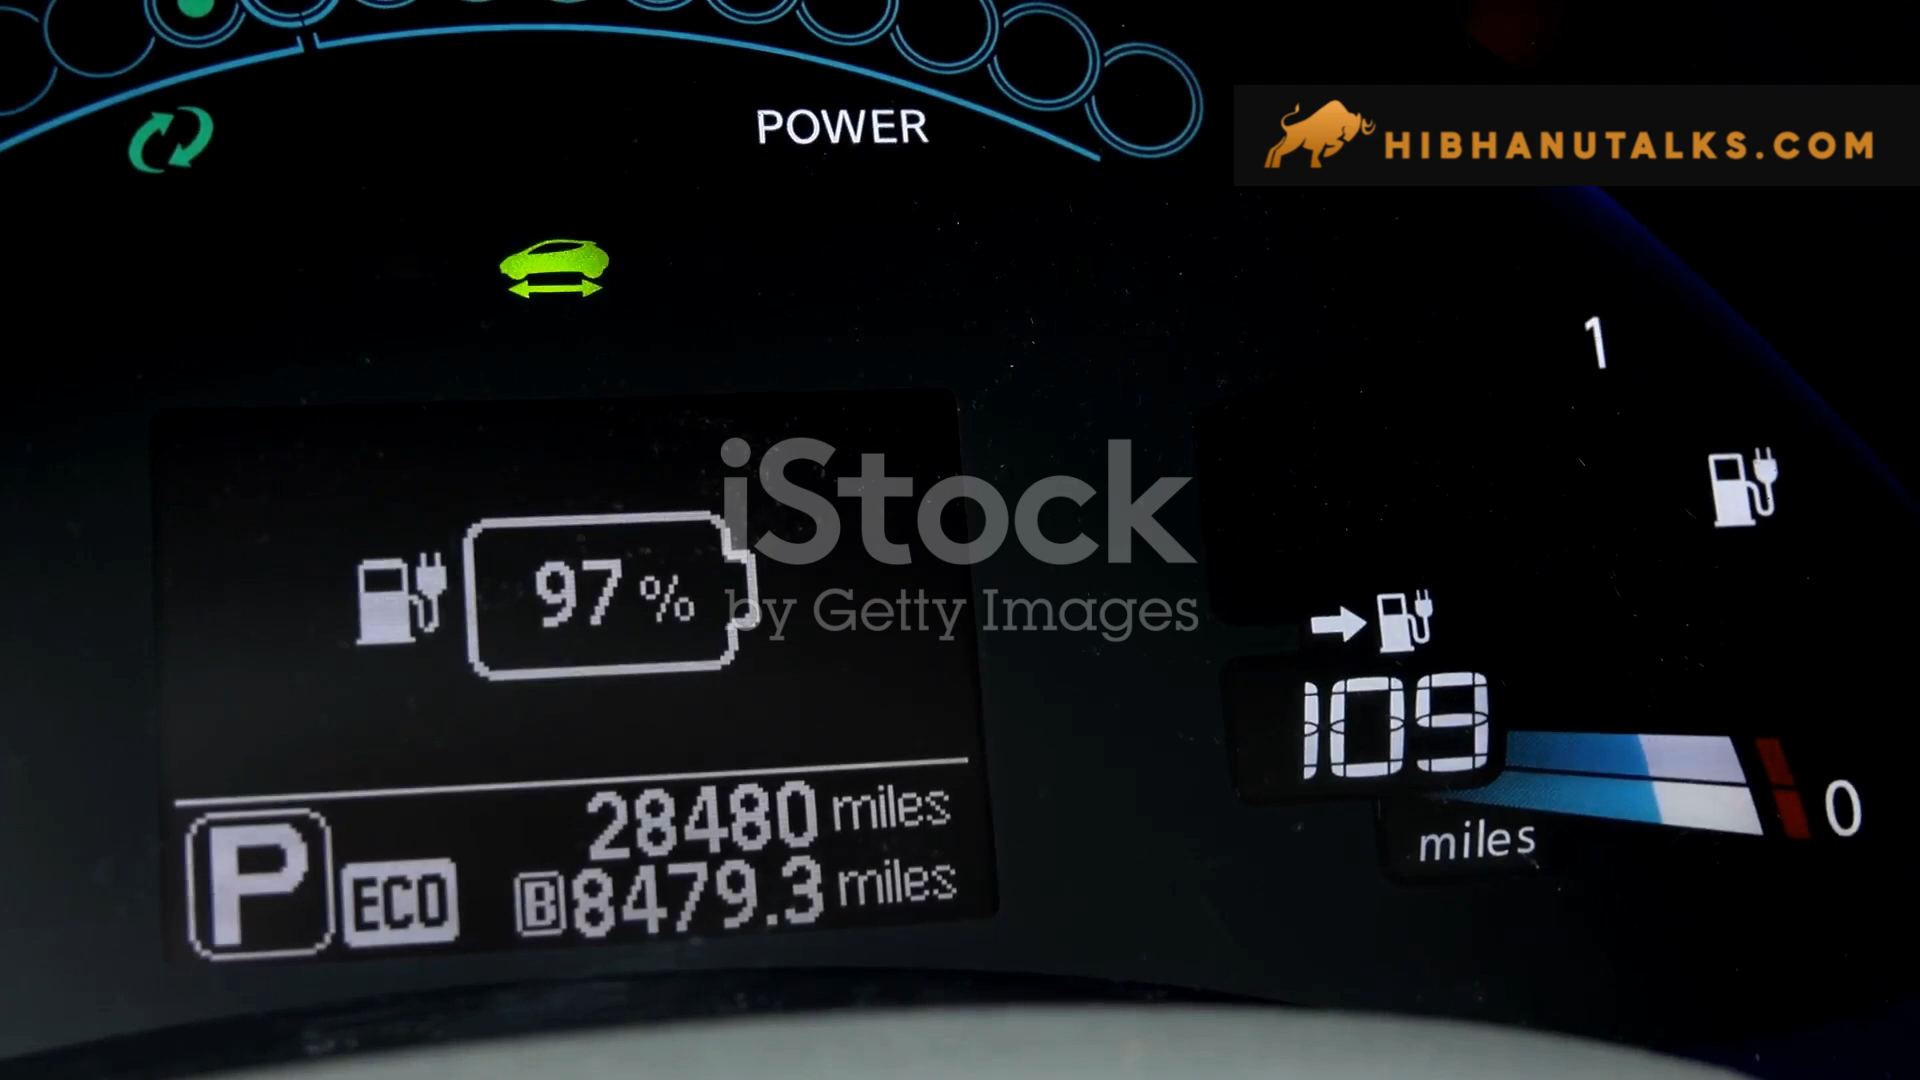 POWER
HIBHANUTALKS.COM
1
iStock
by Getty Images
97 %
109
miles
0
28480 miles
P ECO B 8479.3 miles